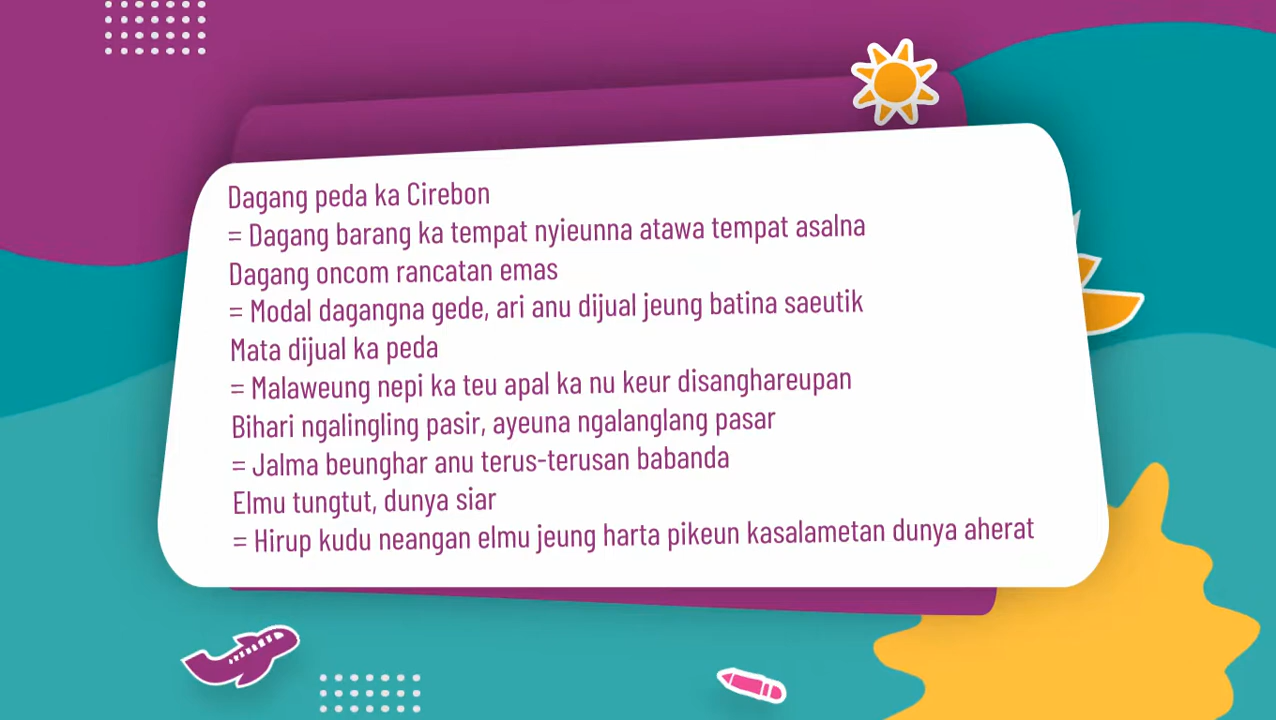 Dagang peda ka Cirebon
= Dagang barang ka tempat nyieunna atawa tempat asalna
Dagang oncom rancatan emas
= Modal dagangna gede, ari anu dijual jeung batina saeutik
Mata dijual ka peda
= Malaweung nepi ka teu apal ka nu keur disanghareupan
Bihari ngalingling pasir, ayeuna ngalanglang pasar
= Jalma beunghar anu terus-terusan babanda
Elmu tungtut, dunya siar
= Hirup kudu neangan elmu jeung harta pikeun kasalametan dunya aherat